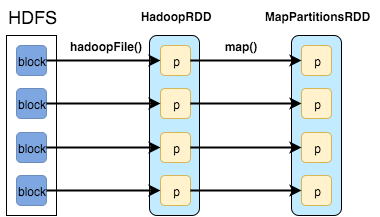 HDFS
HadoopRDD
MapPartitionsRDD
hadoopFile()
map()
block
p
p
block
p
p
block
p
p
block
p
p